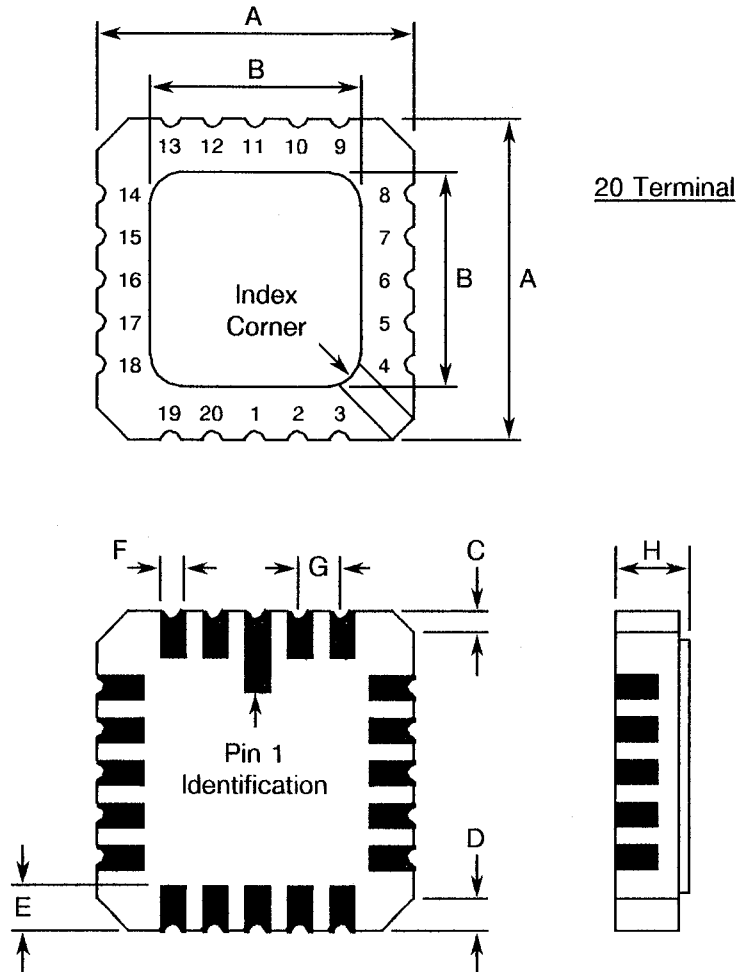 A
B
13 12 11 10 9
20 Terminal
14 8
15 7
16 6
17 5
18 4
B
A
Index
Corner
19 20 1 2 3
F
G
C
H
Pin 1
Identification
D
E